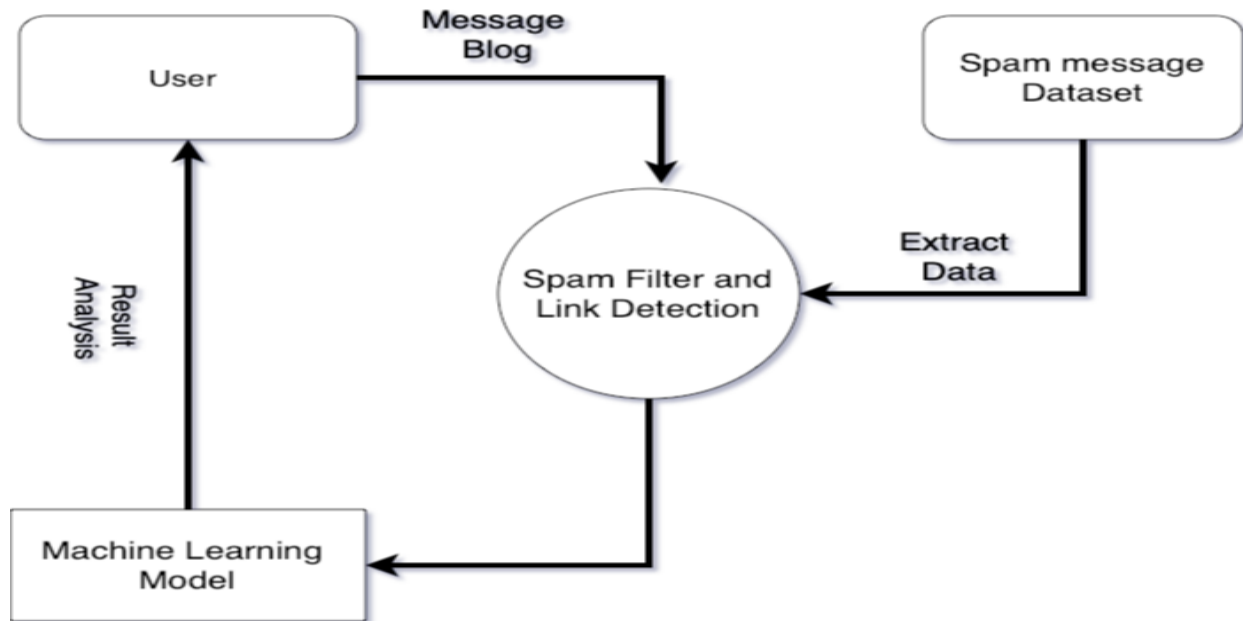 Message
Blog
User
Spam message
Dataset
Extract
Data
Spam Filter and
Link Detection
Result
Analysis
Machine Learning
Model